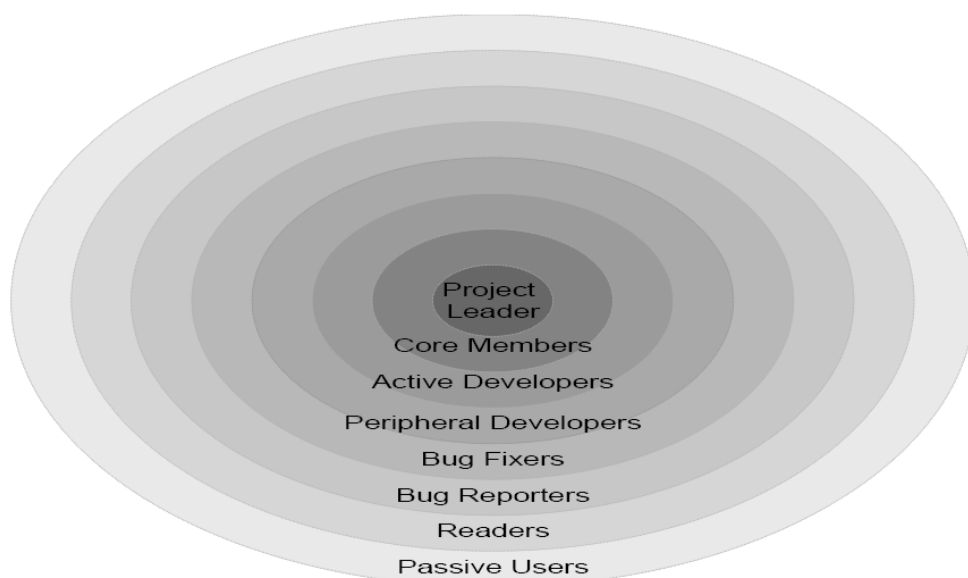 Project
Leader
Core Members
Active Developers
Peripheral Developers
Bug Fixers
Bug Reporters
Readers
Passive Users